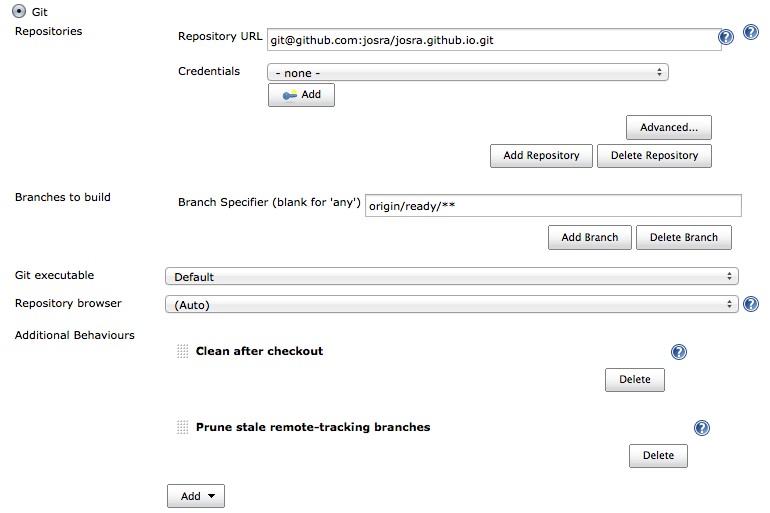 Git
Repositories
Repository URL git@github.com:josra/josra.github.io.git ? ?
Credentials - none -
Add
Advanced...
Add Repository Delete Repository
Branches to build
Branch Specifier (blank for 'any') origin/ready/**
Add Branch Delete Branch
Git executable Default
Repository browser (Auto) ?
Additional Behaviours
Clean after checkout ?
Delete
Prune stale remote-tracking branches ?
Delete
Add